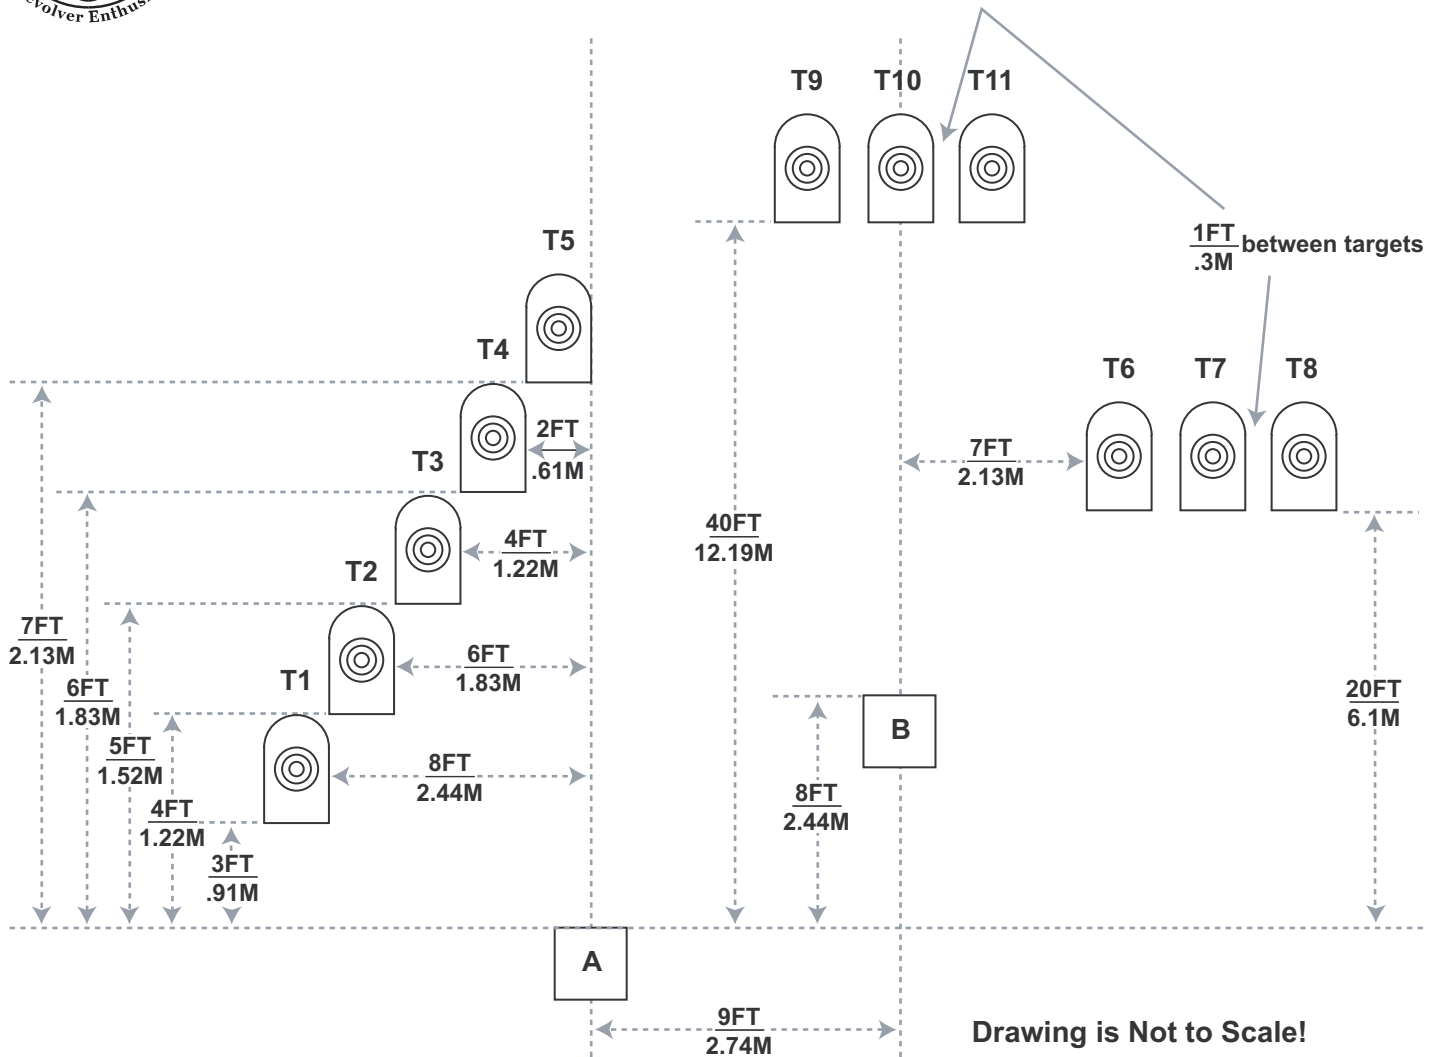 T9 T10 T11
1FT
.3M
between targets
T5
T4
T6 T7 T8
2FT
.61M
T3
7FT
2.13M
40FT
12.19M
4FT
1.22M
T2
7FT
2.13M
6FT
1.83M
T1
6FT
1.83M
20FT
6.1M
B
5FT
1.52M
8FT
2.44M
8FT
2.44M
4FT
1.22M
3FT
.91M
A
9FT
2.74M
Drawing is Not to Scale!